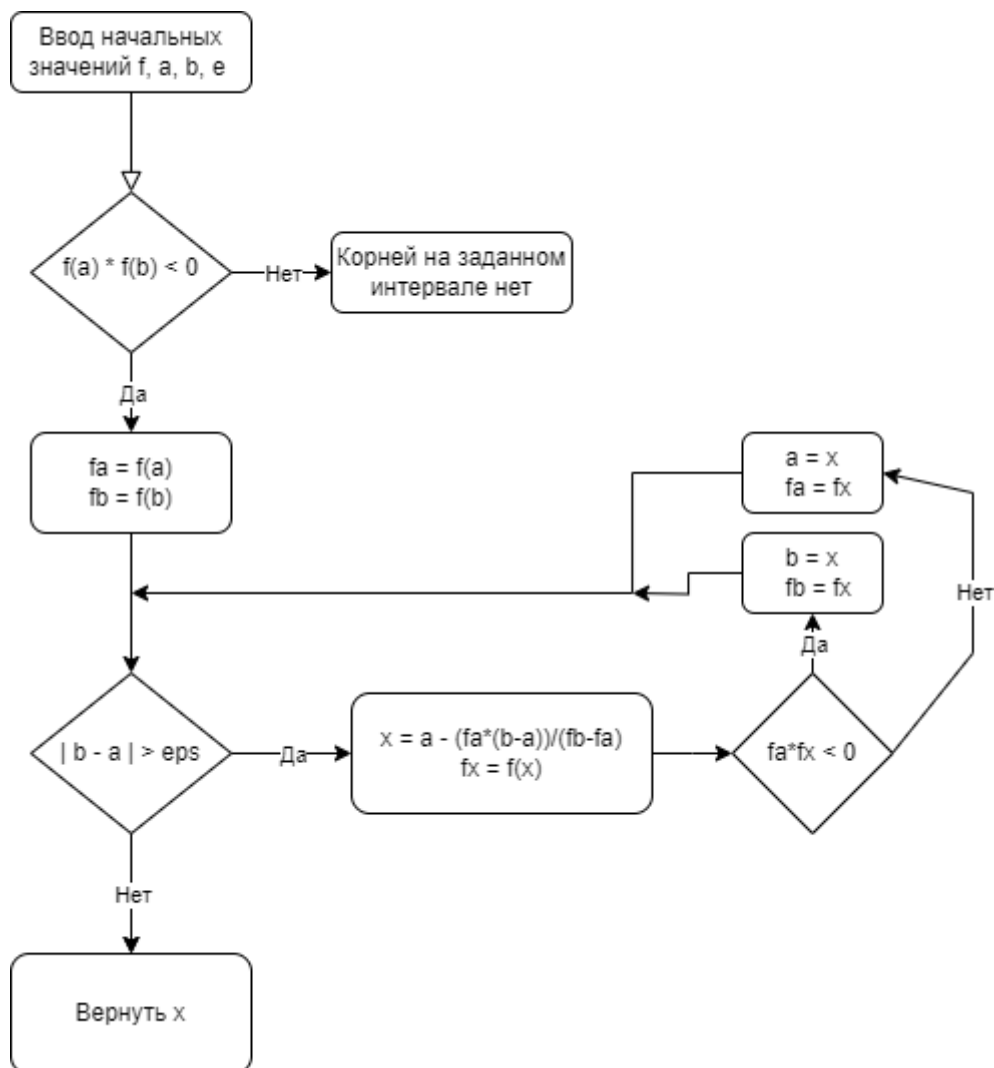 Ввод начальных
значений f, a, b, e
f(a) * f(b) < 0
Нет
Корней на заданном
интервале нет
Да
fa = f(a)
fb = f(b)
a = x
fa = fx
b = x
fb = fx
Нет
Да
| b - a | > eps
Да
x = a - (fa*(b-a))/(fb-fa)
fx = f(x)
fa*fx < 0
Нет
Вернуть x